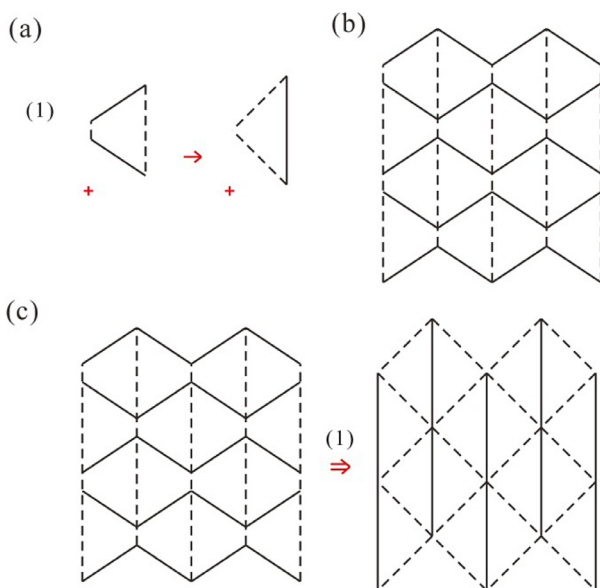 (a)
(b)
(1)
→
+
+
(c)
(1)
⇒